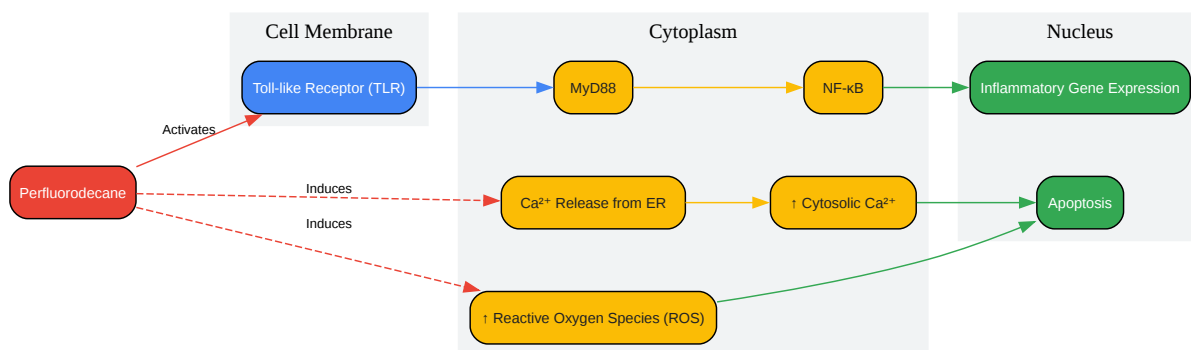 Cell Membrane
Cytoplasm
Nucleus
Toll-like Receptor (TLR)
MyD88
NF-κB
Inflammatory Gene Expression
Activates
Perfluorodecane
Induces
Ca²⁺ Release from ER
↑ Cytosolic Ca²⁺
Apoptosis
Induces
↑ Reactive Oxygen Species (ROS)